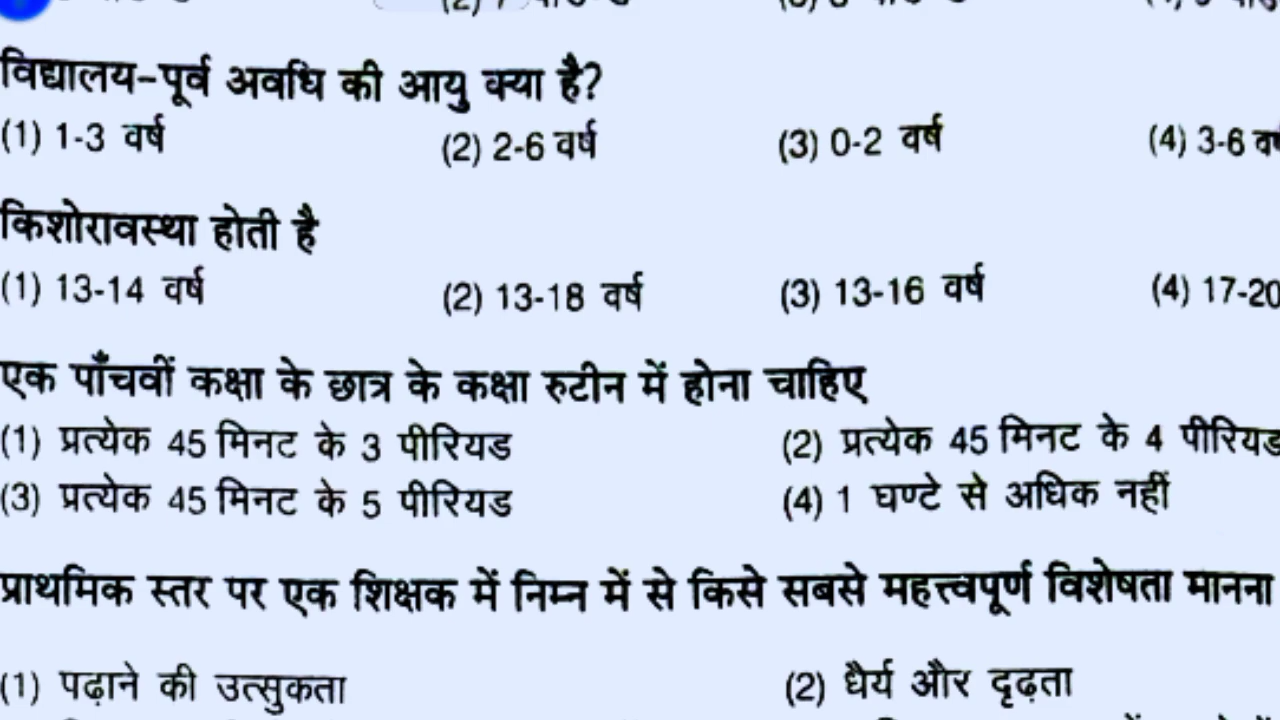 विद्यालय-पूर्व अवधि की आयु क्या है?
(1) 1-3 वर्ष (2) 2-6 वर्ष (3) 0-2 वर्ष (4) 3-6
किशोरावस्था होती है
(1) 13-14 वर्ष (2) 13-18 वर्ष (3) 13-16 वर्ष (4) 17-20
एक पाँचवीं कक्षा के छात्र के कक्षा रुटीन में होना चाहिए
(1) प्रत्येक 45 मिनट के 3 पीरियड (2) प्रत्येक 45 मिनट के 4 पीरियड
(3) प्रत्येक 45 मिनट के 5 पीरियड (4) 1 घण्टे से अधिक नहीं
प्राथमिक स्तर पर एक शिक्षक में निम्न में से किसे सबसे महत्त्वपूर्ण विशेषता मानना
(1) पढ़ाने की उत्सुकता (2) धैर्य और दृढ़ता